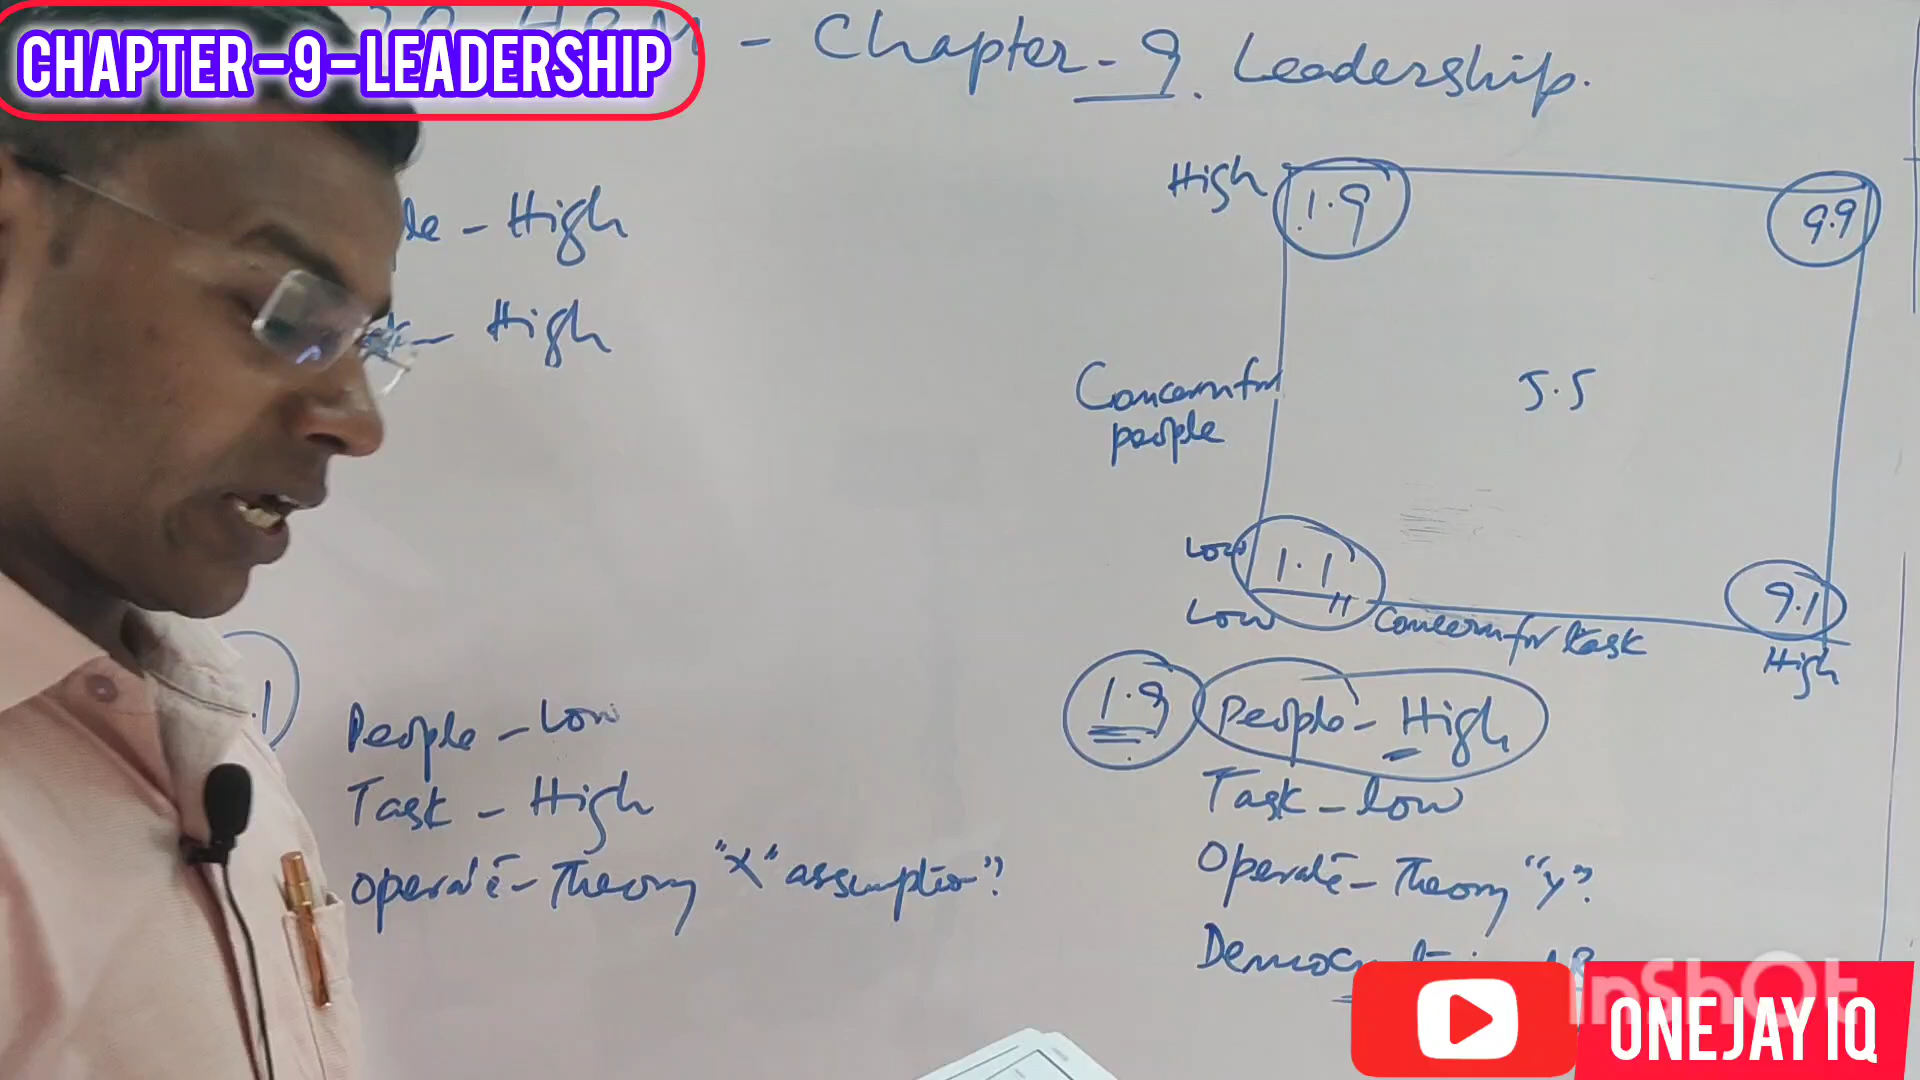 CHAPTER-9-LEADERSHIP
- Chapter - 9. Leadership.
High
1.9
9.9
- High
- High
Concern for
people
5.5
Low
1.1
9.1
Low
Concern for task
High
1.9 People - High
Task - low
Operate - Theory "Y".
People - Low
Task - High
Operate - Theory "X" assumption".
InShOt
ONEJAY IQ